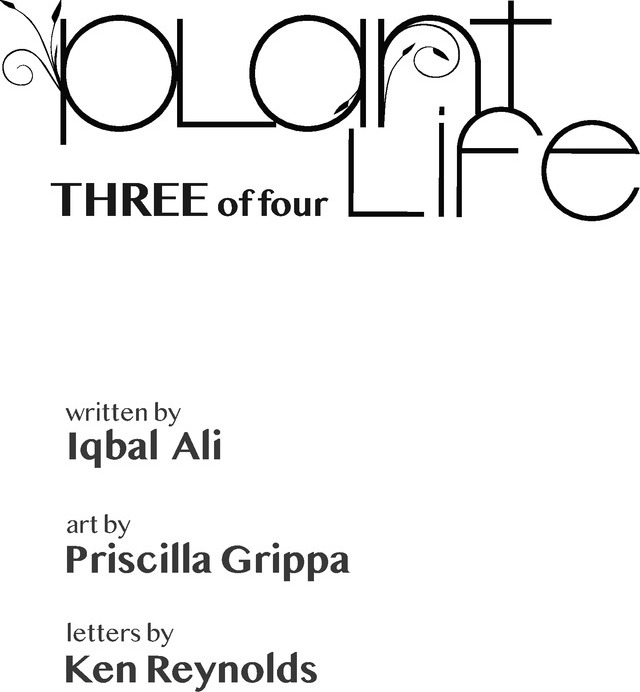 pLant
Life
THREE of four
written by
Iqbal Ali
art by
Priscilla Grippa
letters by
Ken Reynolds